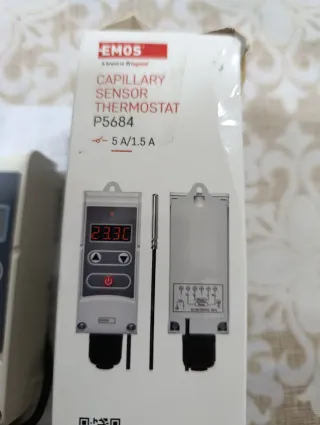 EMOS
CAPILLARY
SENSOR
THERMOSTAT
P5684
5 A/1.5 A
23.3C